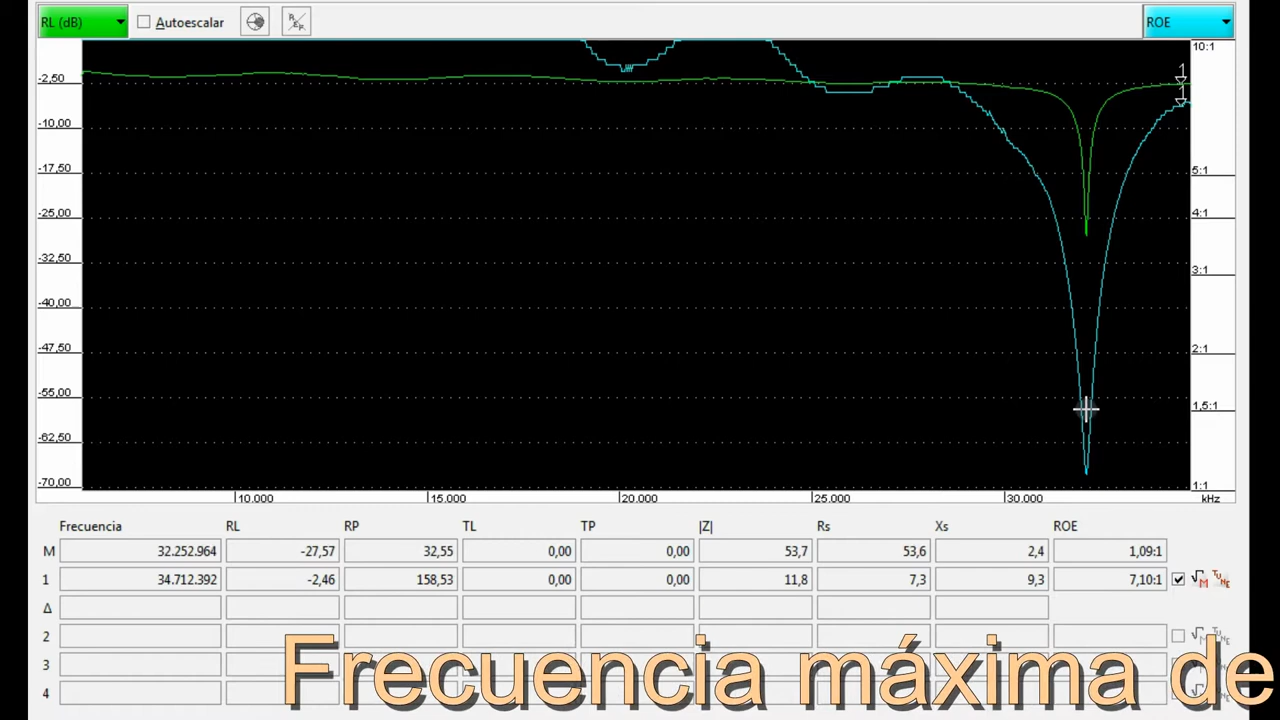 RL (dB) Autoescalar REF. ROE
10:1
-2,50
-10,00
-17,50 5:1
-25,00 4:1
-32,50 3:1
-40,00
-47,50 2:1
-55,00 1,5:1
-62,50
-70,00 1:1
10.000 15.000 20.000 25.000 30.000 kHz
1
1
Frecuencia RL RP TL TP |Z| Rs Xs ROE
M 32.252.964 -27,57 32,55 0,00 0,00 53,7 53,6 2,4 1,09:1
1 34.712.392 -2,46 158,53 0,00 0,00 11,8 7,3 9,3 7,10:1 M TUNE
Δ
2 TUNE
3
4
Frecuencia máxima de